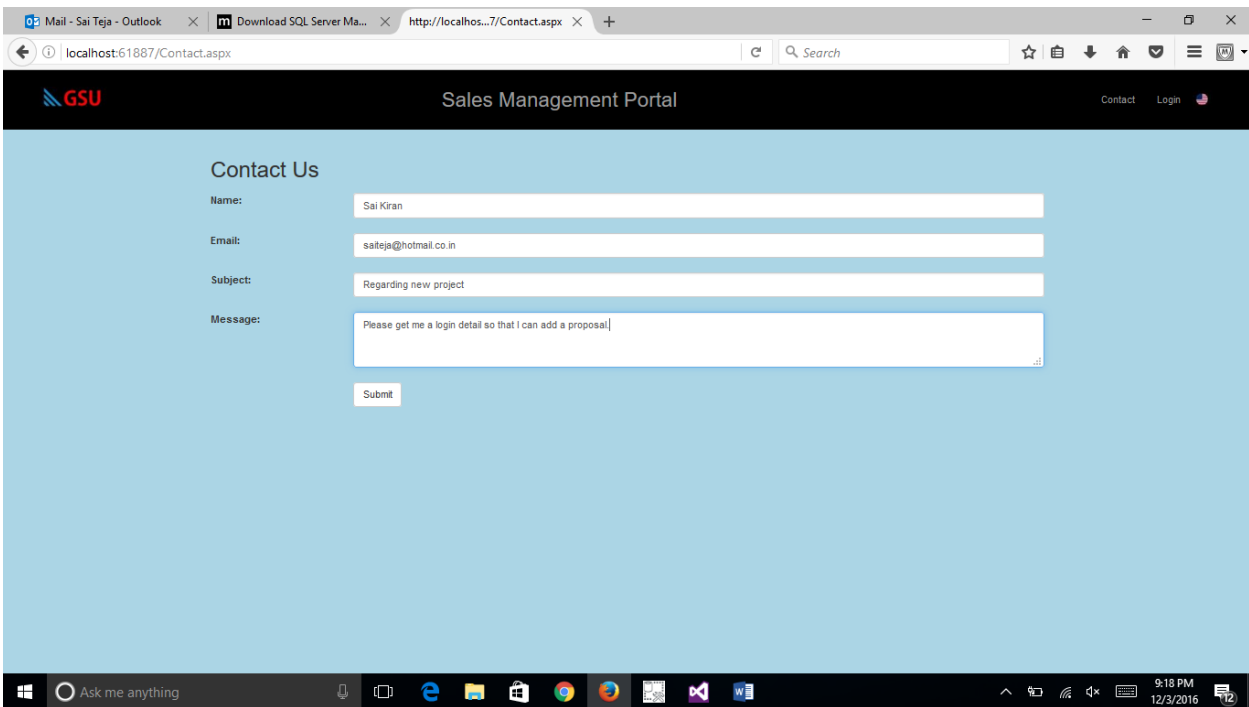 Mail - Sai Teja - Outlook
Download SQL Server Ma...
http://localhos...7/Contact.aspx
localhost:61887/Contact.aspx
Search
GSU
Sales Management Portal
Contact
Login
Contact Us
Name:
Sai Kiran
Email:
saiteja@hotmail.co.in
Subject:
Regarding new project
Message:
Please get me a login detail so that I can add a proposal.
Submit
Ask me anything
9:18 PM
12/3/2016
12